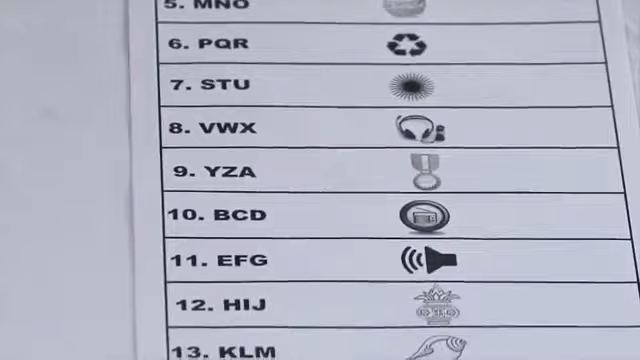 5. MNO
6. PQR
7. STU
8. VWX
9. YZA
10. BCD
11. EFG
12. HIJ
13. KLM